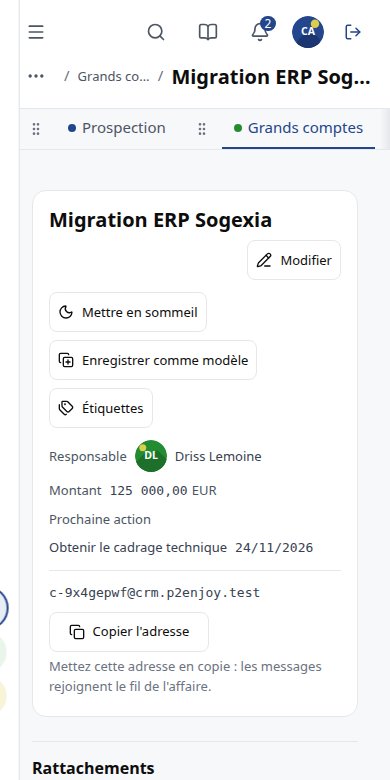 2
CA
... / Grands co... / Migration ERP Sog...
Prospection Grands comptes
Migration ERP Sogexia
Modifier
Mettre en sommeil
Enregistrer comme modèle
Étiquettes
Responsable DL Driss Lemoine
Montant 125 000,00 EUR
Prochaine action
Obtenir le cadrage technique 24/11/2026
c-9x4gepwf@crm.p2enjoy.test
Copier l'adresse
Mettez cette adresse en copie : les messages
rejoignent le fil de l'affaire.
Rattachements